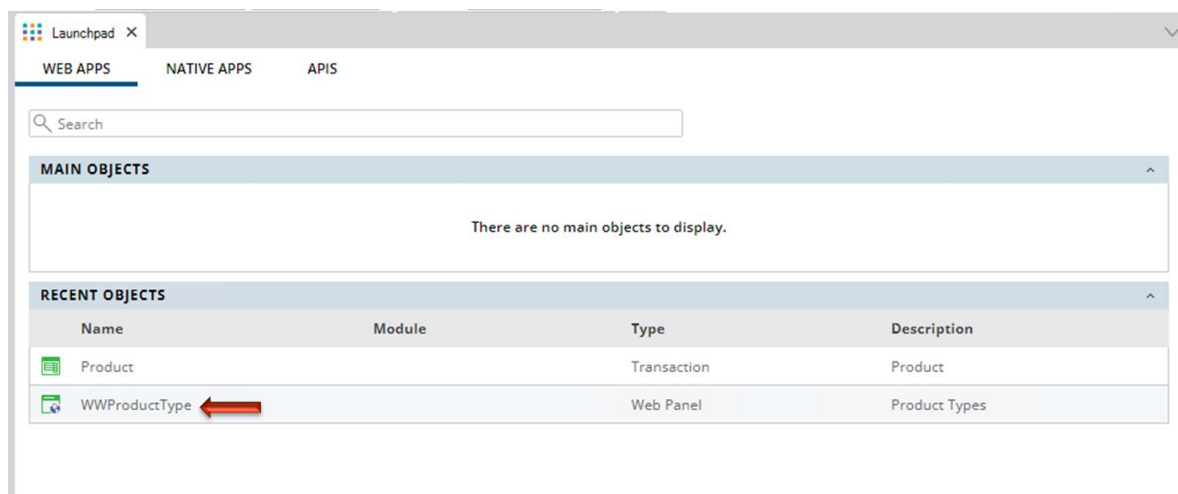 Launchpad X
WEB APPS NATIVE APPS APIS
Search
MAIN OBJECTS
There are no main objects to display.
RECENT OBJECTS
Name Module Type Description
Product Transaction Product
WWProductType Web Panel Product Types